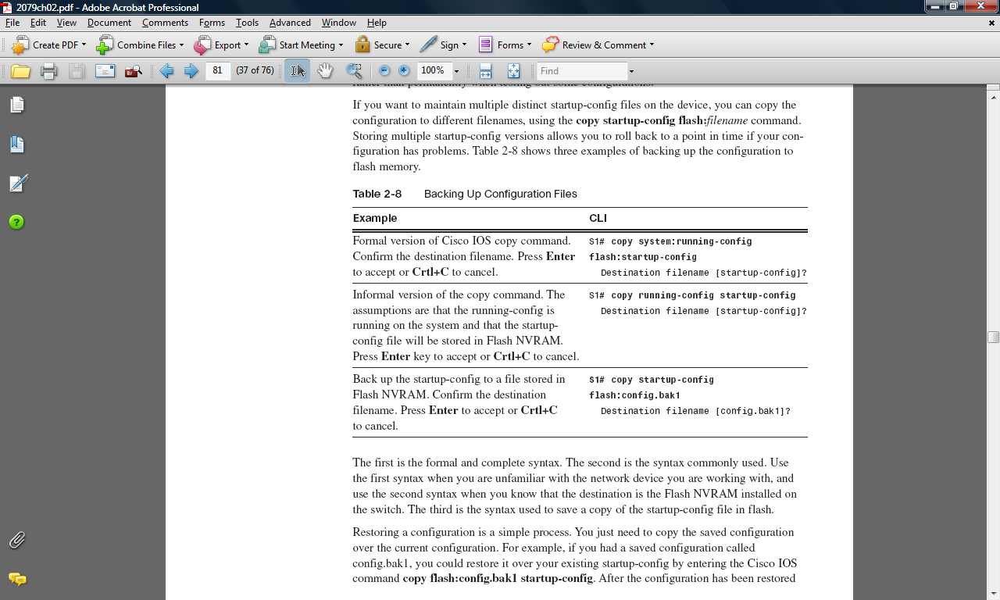 2079ch02.pdf - Adobe Acrobat Professional
File Edit View Document Comments Forms Tools Advanced Window Help
Create PDF Combine Files Export Start Meeting Secure Sign Forms Review & Comment
81 (37 of 76) 100% Find
rather than permanently when testing out some configurations.
If you want to maintain multiple distinct startup-config files on the device, you can copy the
configuration to different filenames, using the copy startup-config flash:filename command.
Storing multiple startup-config versions allows you to roll back to a point in time if your con-
figuration has problems. Table 2-8 shows three examples of backing up the configuration to
flash memory.
Table 2-8 Backing Up Configuration Files
Example CLI
Formal version of Cisco IOS copy command.
Confirm the destination filename. Press Enter
to accept or Crtl+C to cancel.
S1# copy system:running-config
flash:startup-config
Destination filename [startup-config]?
Informal version of the copy command. The
assumptions are that the running-config is
running on the system and that the startup-
config file will be stored in Flash NVRAM.
Press Enter key to accept or Crtl+C to cancel.
S1# copy running-config startup-config
Destination filename [startup-config]?
Back up the startup-config to a file stored in
Flash NVRAM. Confirm the destination
filename. Press Enter to accept or Crtl+C
to cancel.
S1# copy startup-config
flash:config.bak1
Destination filename [config.bak1]?
The first is the formal and complete syntax. The second is the syntax commonly used. Use
the first syntax when you are unfamiliar with the network device you are working with, and
use the second syntax when you know that the destination is the Flash NVRAM installed on
the switch. The third is the syntax used to save a copy of the startup-config file in flash.
Restoring a configuration is a simple process. You just need to copy the saved configuration
over the current configuration. For example, if you had a saved configuration called
config.bak1, you could restore it over your existing startup-config by entering the Cisco IOS
command copy flash:config.bak1 startup-config. After the configuration has been restored